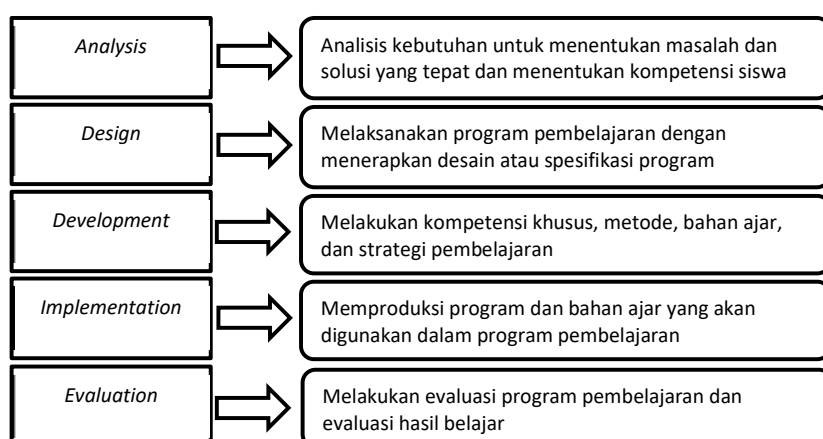 Analysis
Analisis kebutuhan untuk menentukan masalah dan
solusi yang tepat dan menentukan kompetensi siswa
Design
Melaksanakan program pembelajaran dengan
menerapkan desain atau spesifikasi program
Development
Melakukan kompetensi khusus, metode, bahan ajar,
dan strategi pembelajaran
Implementation
Memproduksi program dan bahan ajar yang akan
digunakan dalam program pembelajaran
Evaluation
Melakukan evaluasi program pembelajaran dan
evaluasi hasil belajar